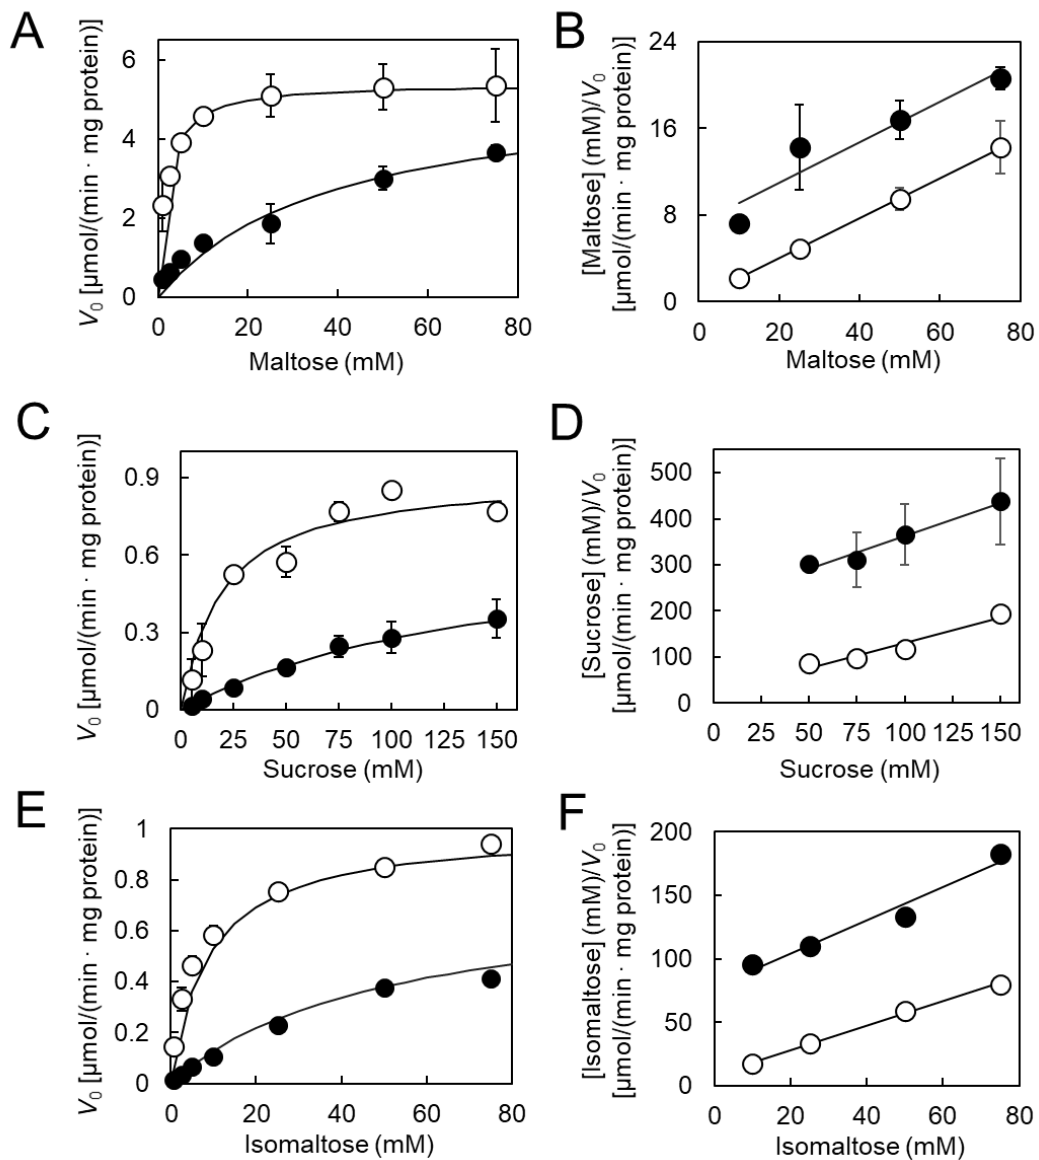 A
V₀ [µmol/(min · mg protein)]
6
4
2
0
0 20 40 60 80
Maltose (mM)
B
[Maltose] (mM)/V₀
[µmol/(min · mg protein)]
24
16
8
0
0 20 40 60 80
Maltose (mM)
C
V₀ [µmol/(min · mg protein)]
0.9
0.6
0.3
0
0 25 50 75 100 125 150
Sucrose (mM)
D
[Sucrose] (mM)/V₀
[µmol/(min · mg protein)]
500
400
300
200
100
0
0 25 50 75 100 125 150
Sucrose (mM)
E
V₀ [µmol/(min · mg protein)]
1
0.8
0.6
0.4
0.2
0
0 20 40 60 80
Isomaltose (mM)
F
[Isomaltose] (mM)/V₀
[µmol/(min · mg protein)]
200
150
100
50
0
0 20 40 60 80
Isomaltose (mM)